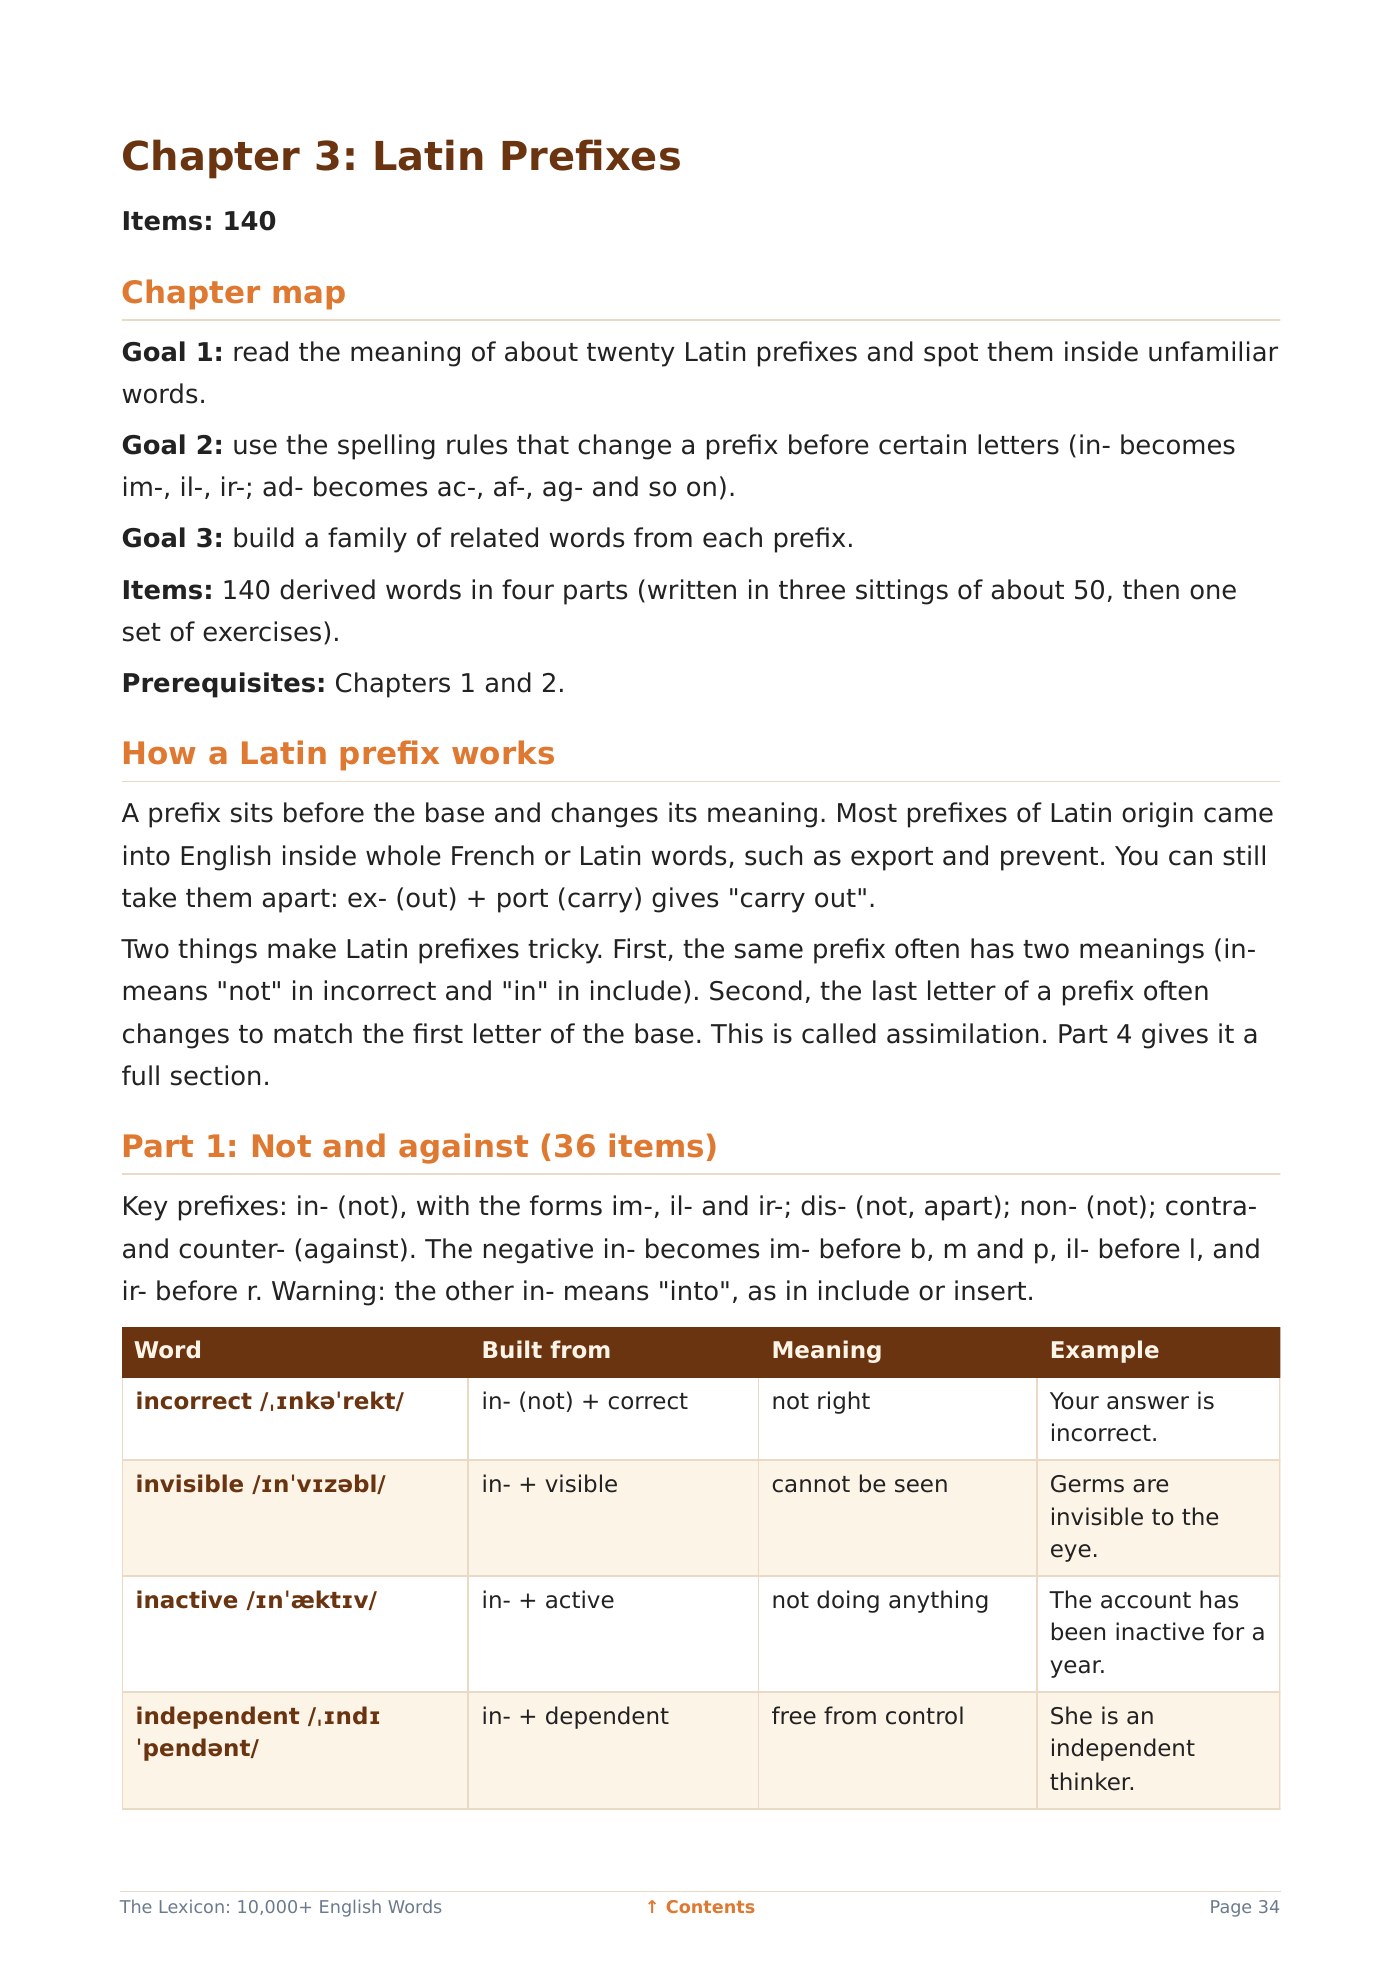 Chapter 3: Latin Prefixes
Items: 140
Chapter map
Goal 1: read the meaning of about twenty Latin prefixes and spot them inside unfamiliar
words.
Goal 2: use the spelling rules that change a prefix before certain letters (in- becomes
im-, il-, ir-; ad- becomes ac-, af-, ag- and so on).
Goal 3: build a family of related words from each prefix.
Items: 140 derived words in four parts (written in three sittings of about 50, then one
set of exercises).
Prerequisites: Chapters 1 and 2.
How a Latin prefix works
A prefix sits before the base and changes its meaning. Most prefixes of Latin origin came
into English inside whole French or Latin words, such as export and prevent. You can still
take them apart: ex- (out) + port (carry) gives "carry out".
Two things make Latin prefixes tricky. First, the same prefix often has two meanings (in-
means "not" in incorrect and "in" in include). Second, the last letter of a prefix often
changes to match the first letter of the base. This is called assimilation. Part 4 gives it a
full section.
Part 1: Not and against (36 items)
Key prefixes: in- (not), with the forms im-, il- and ir-; dis- (not, apart); non- (not); contra-
and counter- (against). The negative in- becomes im- before b, m and p, il- before l, and
ir- before r. Warning: the other in- means "into", as in include or insert.
Word Built from Meaning Example
incorrect /ˌɪnkəˈrekt/ in- (not) + correct not right Your answer is
incorrect.
invisible /ɪnˈvɪzəbl/ in- + visible cannot be seen Germs are
invisible to the
eye.
inactive /ɪnˈæktɪv/ in- + active not doing anything The account has
been inactive for a
year.
independent /ˌɪndɪ in- + dependent free from control She is an
ˈpendənt/ independent
thinker.
The Lexicon: 10,000+ English Words ↑ Contents Page 34